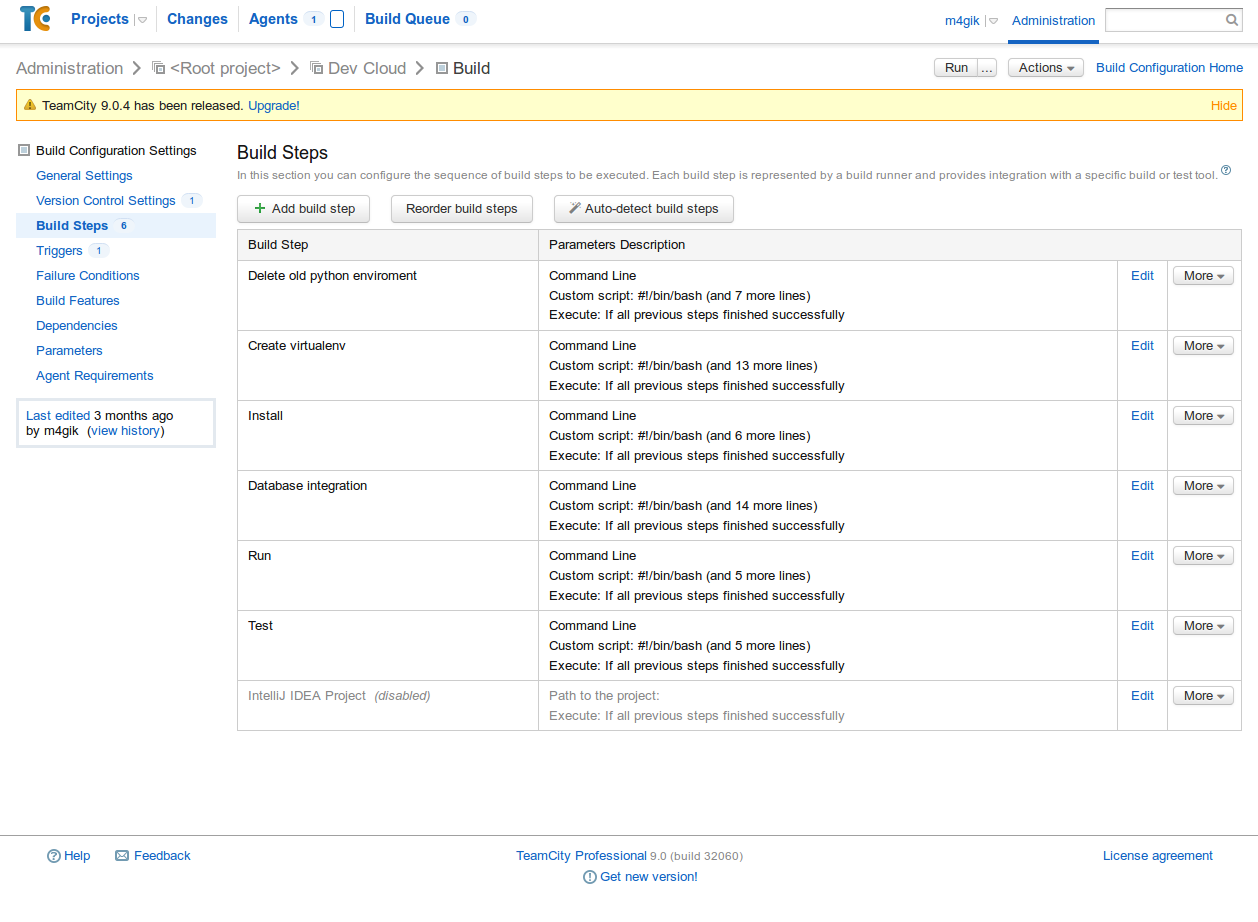 TC Projects Changes Agents 1 Build Queue 0 m4gik Administration
Administration <Root project> Dev Cloud Build Run ... Actions Build Configuration Home
TeamCity 9.0.4 has been released. Upgrade! Hide
Build Configuration Settings
General Settings
Version Control Settings 1
Build Steps 6
Triggers 1
Failure Conditions
Build Features
Dependencies
Parameters
Agent Requirements
Last edited 3 months ago
by m4gik (view history)
Build Steps
In this section you can configure the sequence of build steps to be executed. Each build step is represented by a build runner and provides integration with a specific build or test tool. ?
Add build step Reorder build steps Auto-detect build steps
Build Step Parameters Description
Delete old python enviroment Command Line Edit More
Custom script: #!/bin/bash (and 7 more lines)
Execute: If all previous steps finished successfully
Create virtualenv Command Line Edit More
Custom script: #!/bin/bash (and 13 more lines)
Execute: If all previous steps finished successfully
Install Command Line Edit More
Custom script: #!/bin/bash (and 6 more lines)
Execute: If all previous steps finished successfully
Database integration Command Line Edit More
Custom script: #!/bin/bash (and 14 more lines)
Execute: If all previous steps finished successfully
Run Command Line Edit More
Custom script: #!/bin/bash (and 5 more lines)
Execute: If all previous steps finished successfully
Test Command Line Edit More
Custom script: #!/bin/bash (and 5 more lines)
Execute: If all previous steps finished successfully
IntelliJ IDEA Project (disabled) Path to the project: Edit More
Execute: If all previous steps finished successfully
? Help Feedback TeamCity Professional 9.0 (build 32060) License agreement
! Get new version!